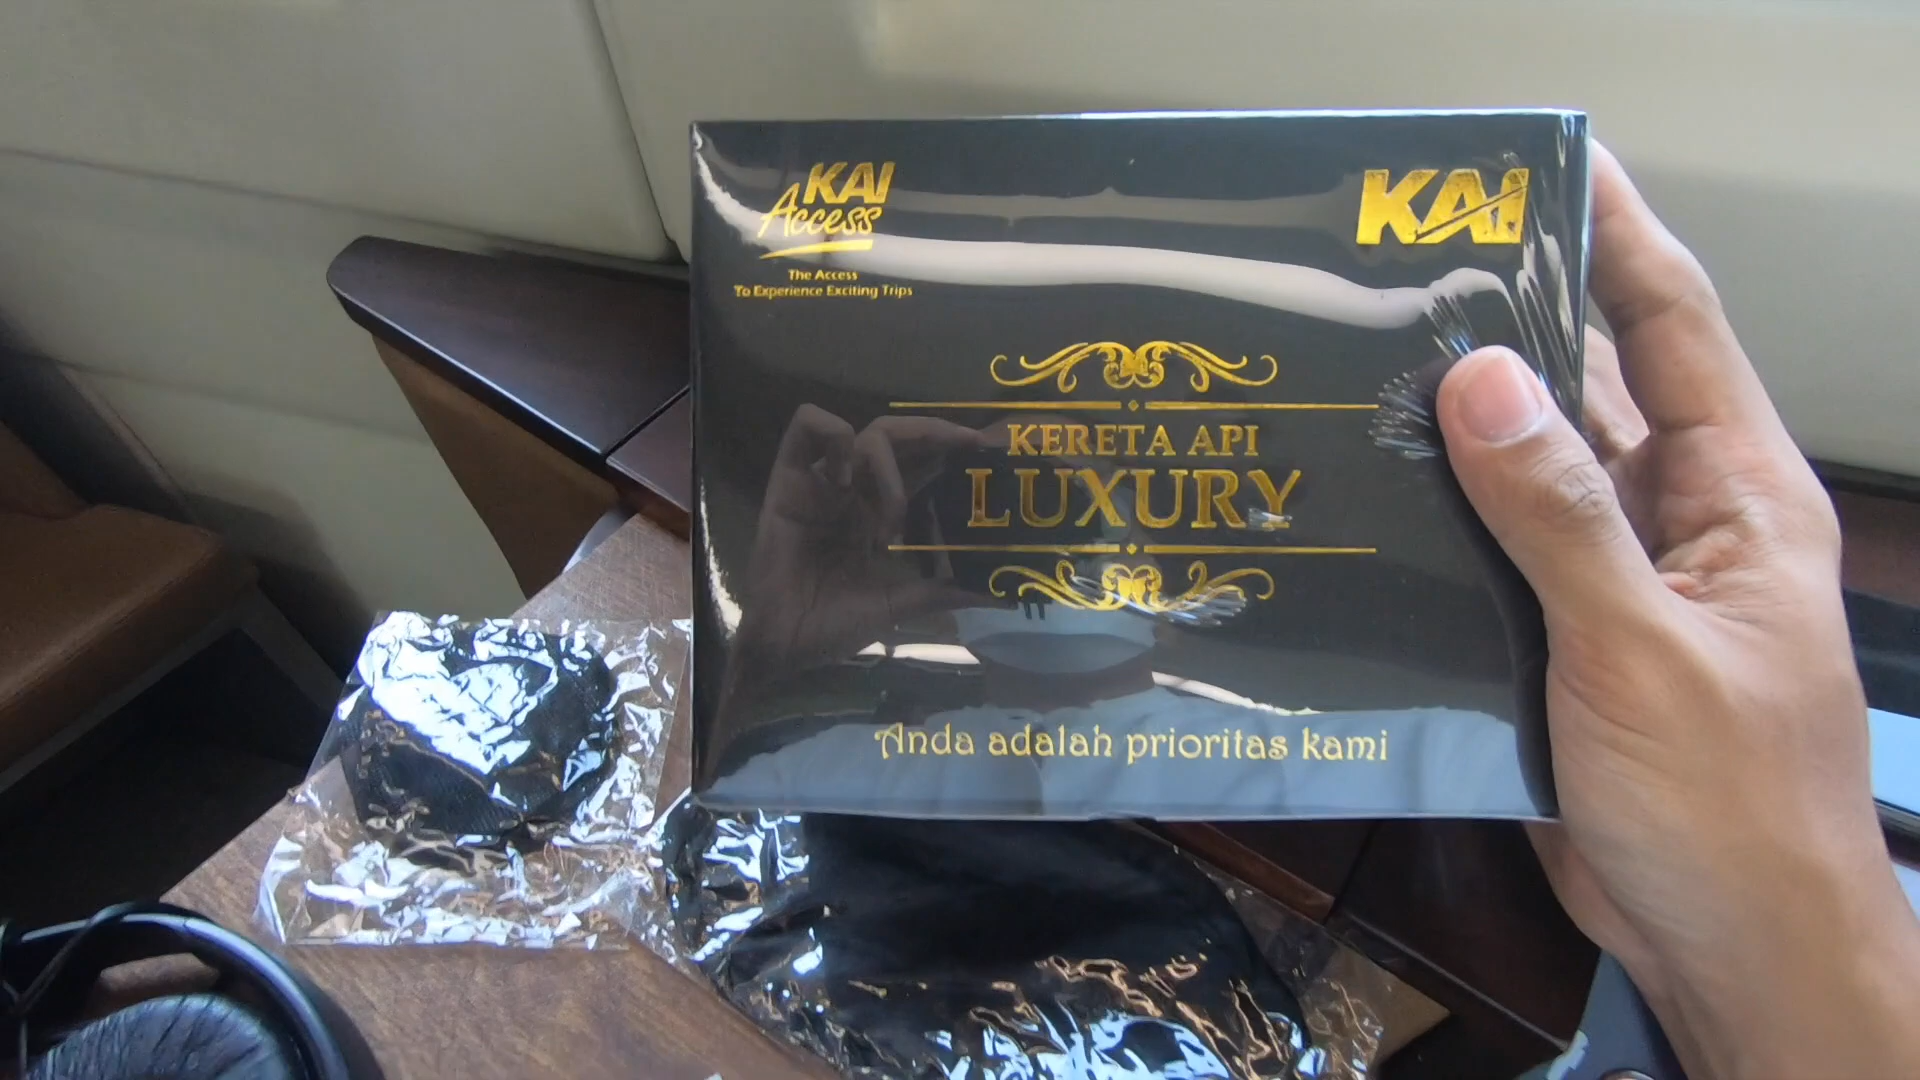 KAI
Access
The Access
To Experience Exciting Trips
KAI
KERETA API
LUXURY
Anda adalah prioritas kami